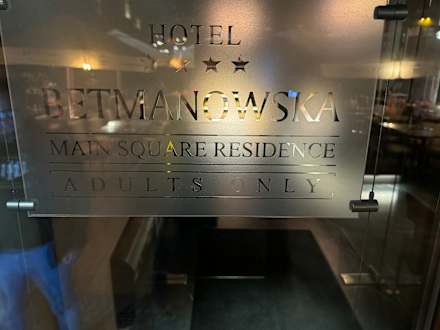 HOTEL
★★★★
BETMANOWSKA
MAIN SQUARE RESIDENCE
ADULTS ONLY